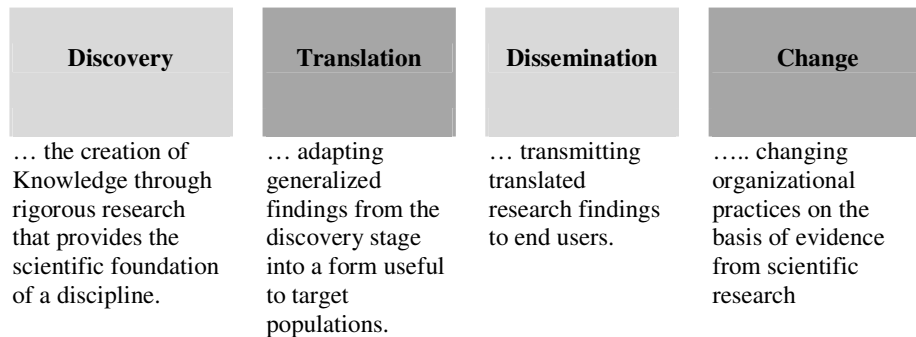 Discovery
… the creation of
Knowledge through
rigorous research
that provides the
scientific foundation
of a discipline.
Translation
… adapting
generalized
findings from the
discovery stage
into a form useful
to target
populations.
Dissemination
… transmitting
translated
research findings
to end users.
Change
….. changing
organizational
practices on the
basis of evidence
from scientific
research